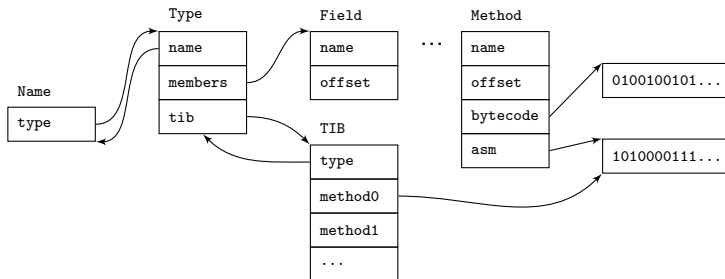 Type
name
members
tib
Name
type
Field
name
offset
...
Method
name
offset
bytecode
asm
0100100101...
1010000111...
TIB
type
method0
method1
...